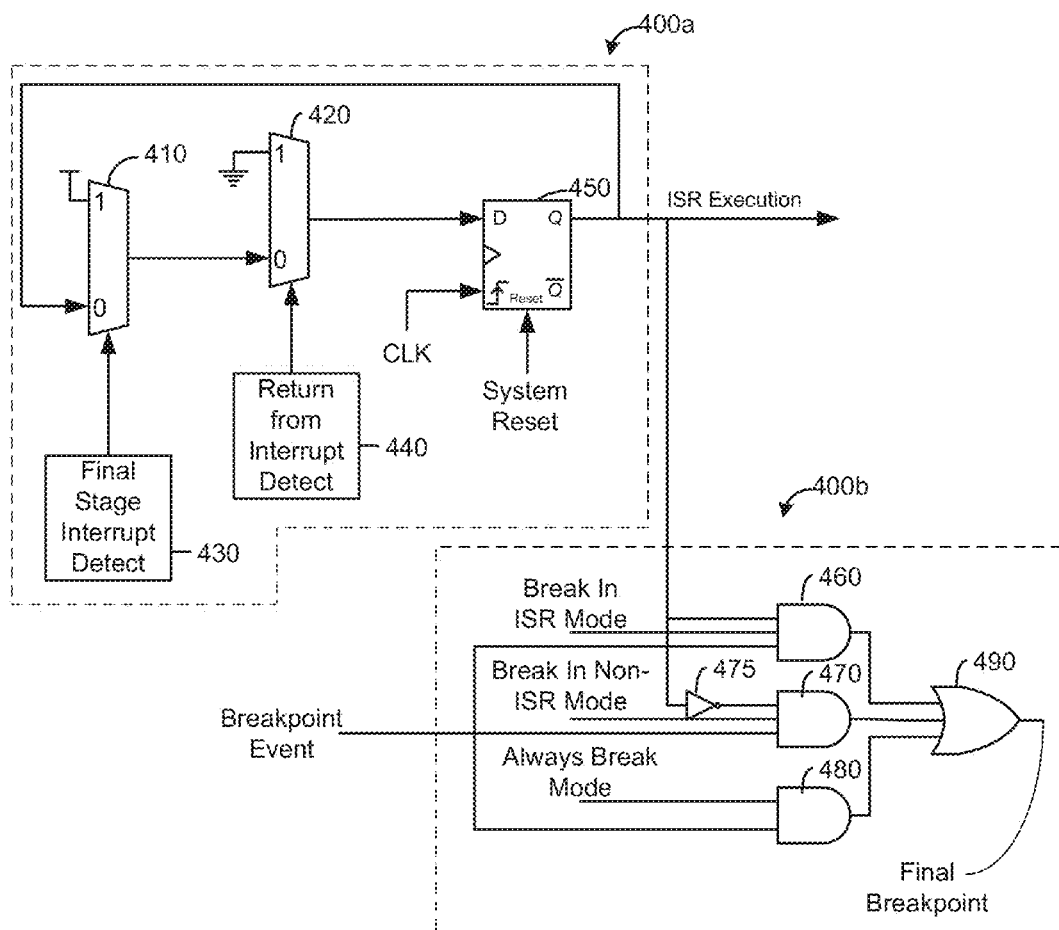 400a
420
410
1
1
450
D Q
ISR Execution
0
0
Reset
Q
CLK
System
Reset
Return
from
Interrupt
Detect
440
Final
Stage
Interrupt
Detect
430
400b
Break In
ISR Mode
460
Break In Non-
ISR Mode
475
470
490
Breakpoint
Event
Always Break
Mode
480
Final
Breakpoint